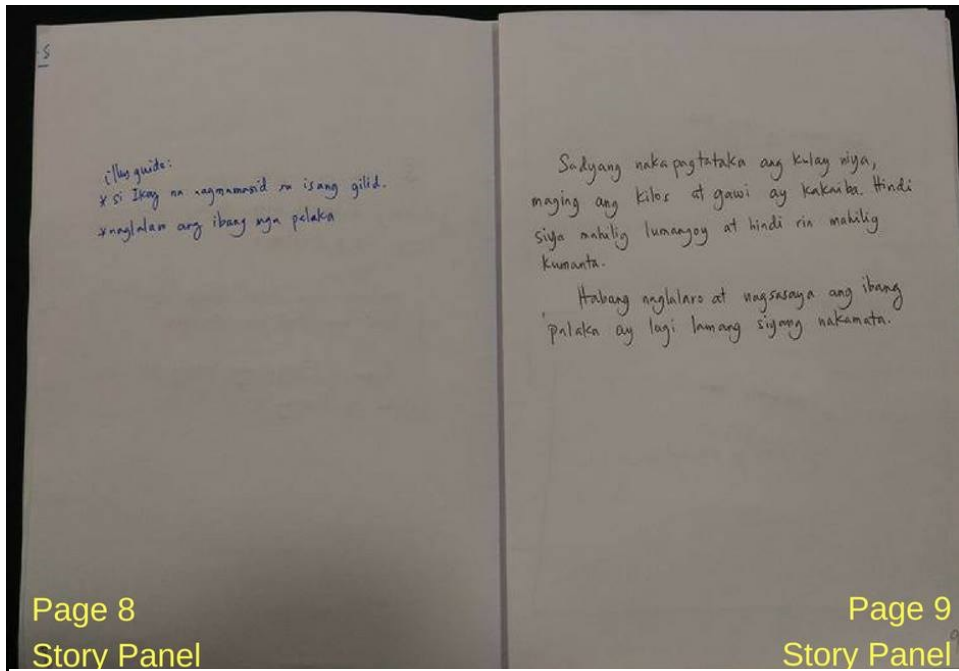 illus guide:
* si Ikay na nagmamasid sa isang gilid.
* naglalaro ang ibang mga palaka
Page 8
Story Panel
Sadyang nakapagtataka ang kulay niya,
maging ang kilos at gawi ay kakaiba. Hindi
siya mahilig lumangoy at hindi rin mahilig
kumanta.
Habang naglalaro at nagsasaya ang ibang
palaka ay lagi lamang siyang nakamata.
Page 9
Story Panel